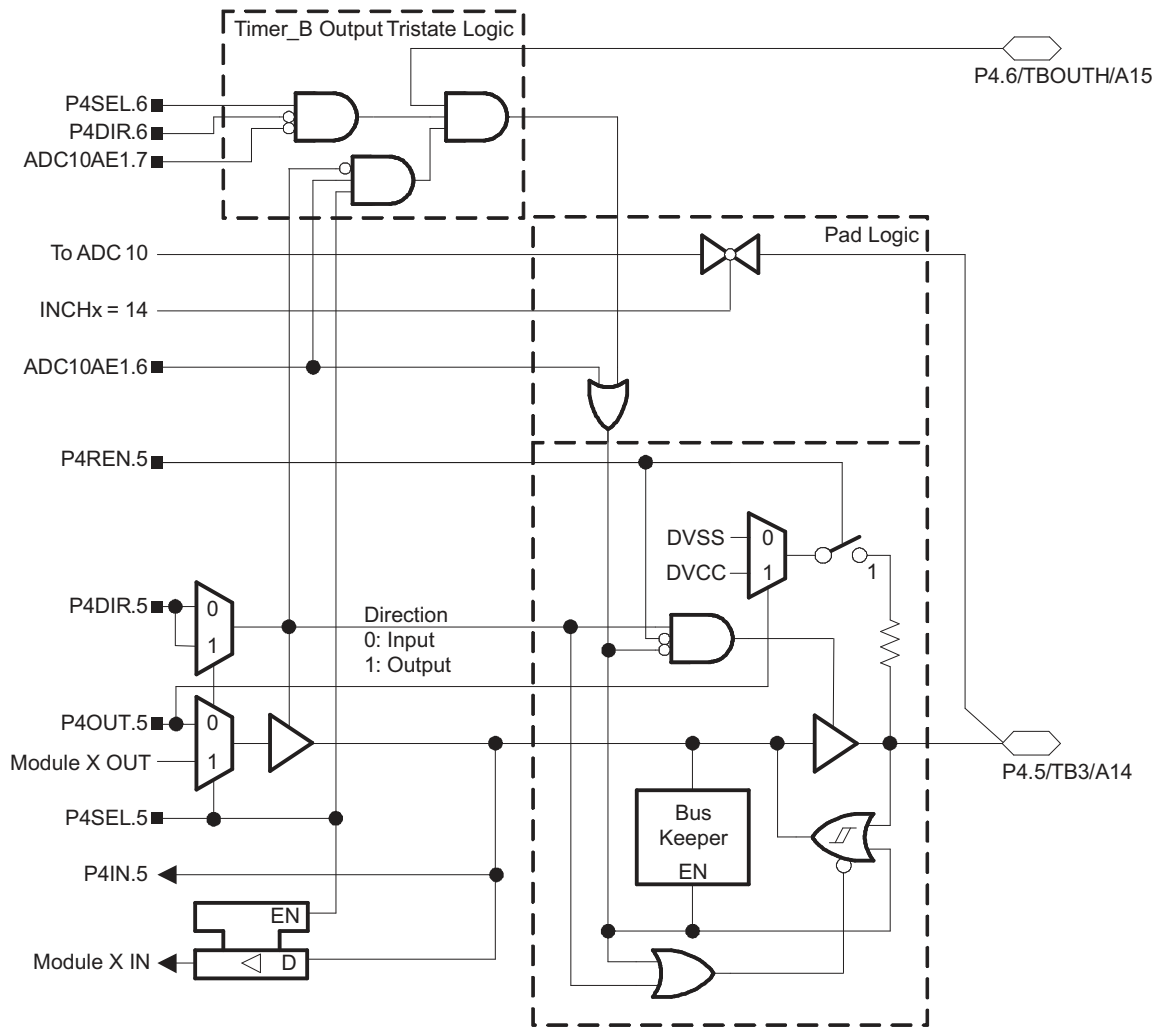 Timer_B Output Tristate Logic
P4.6/TBOUTH/A15
P4SEL.6
P4DIR.6
ADC10AE1.7
Pad Logic
To ADC 10
INCHx = 14
ADC10AE1.6
P4REN.5
DVSS
0
DVCC
1
1
P4DIR.5
0
1
Direction
0: Input
1: Output
P4OUT.5
0
Module X OUT
1
P4.5/TB3/A14
P4SEL.5
Bus
Keeper
EN
P4IN.5
EN
Module X IN
D